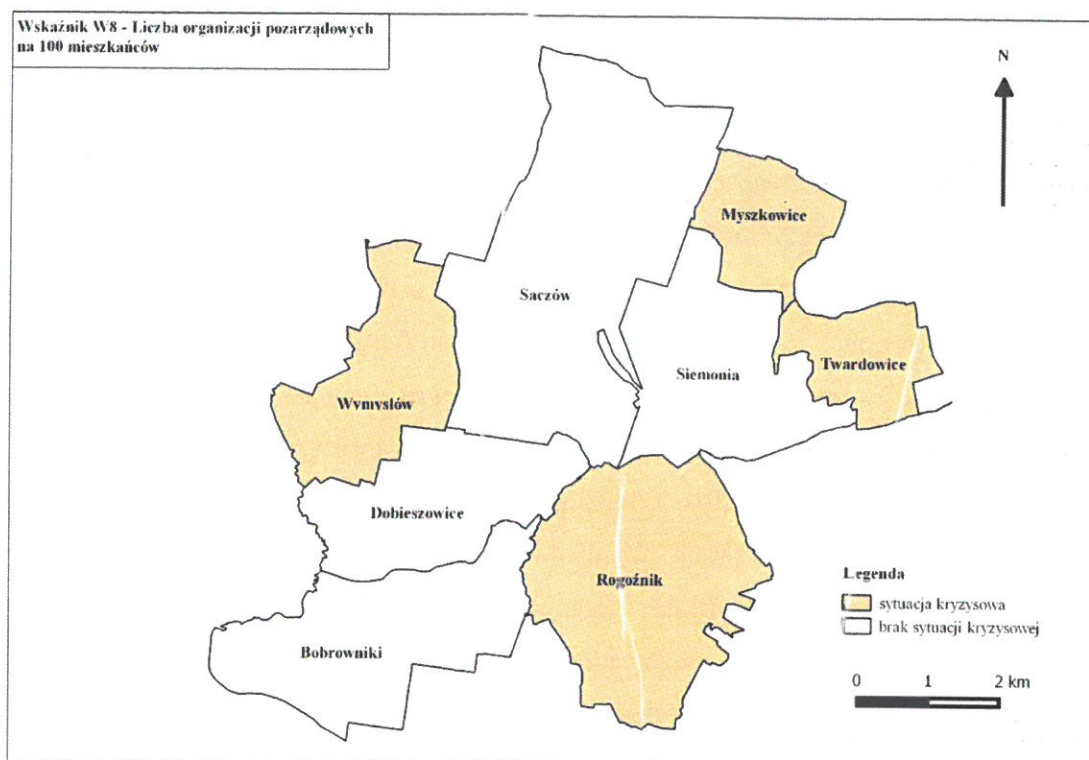 Wskaźnik W8 - Liczba organizacji pozarządowych
na 100 mieszkańców
N
Myszkowice
Saczów
Twardowice
Siemonia
Wymysłów
Dobieszowice
Rogoźnik
Bobrowniki
Legenda
sytuacja kryzysowa
brak sytuacji kryzysowej
0 1 2 km